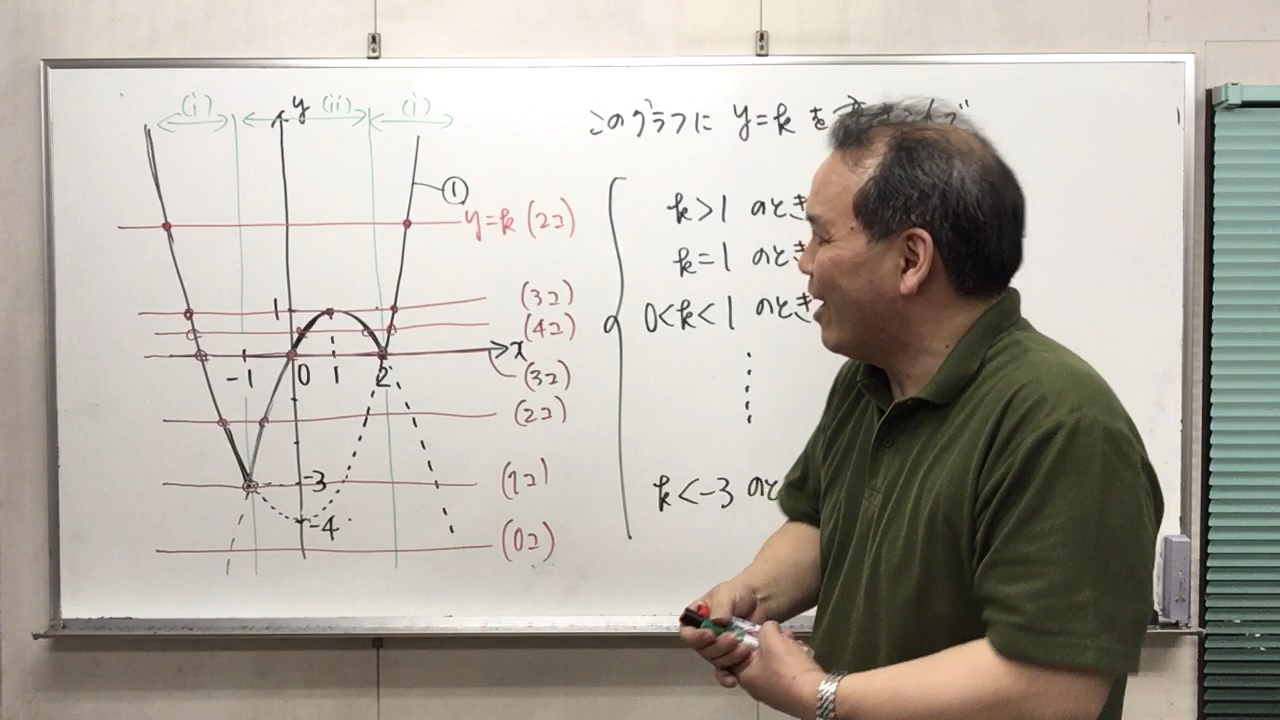 (i) y (ii) (i)
①
y=k (2コ)
1 (3コ)
(4コ)
x
-1 0 1 2 (3コ)
(2コ)
-3 (1コ)
-4
(0コ)
このグラフに y=k を
k>1 のとき
k=1 のとき
0<k<1 のとき
k<-3 のと